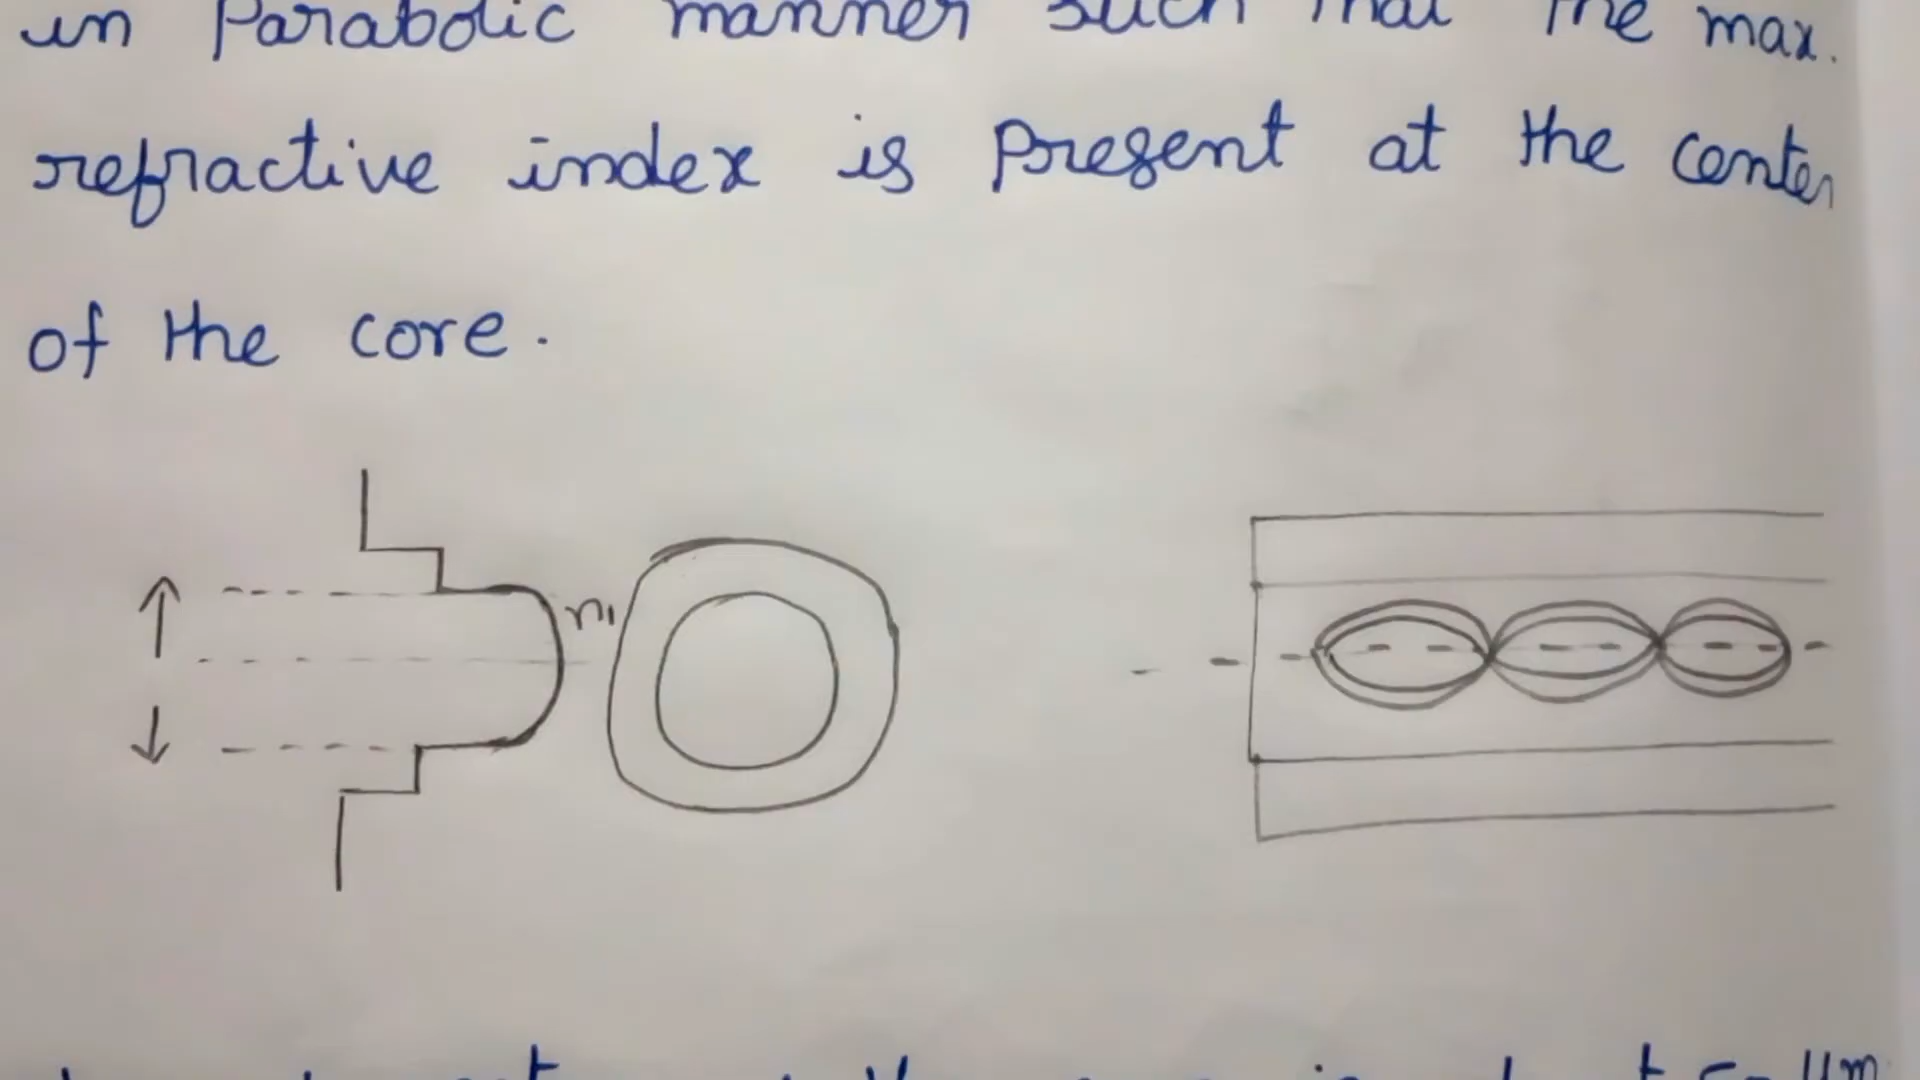 in Parabolic manner such that the max.
refractive index is Present at the center
of the core.
n1